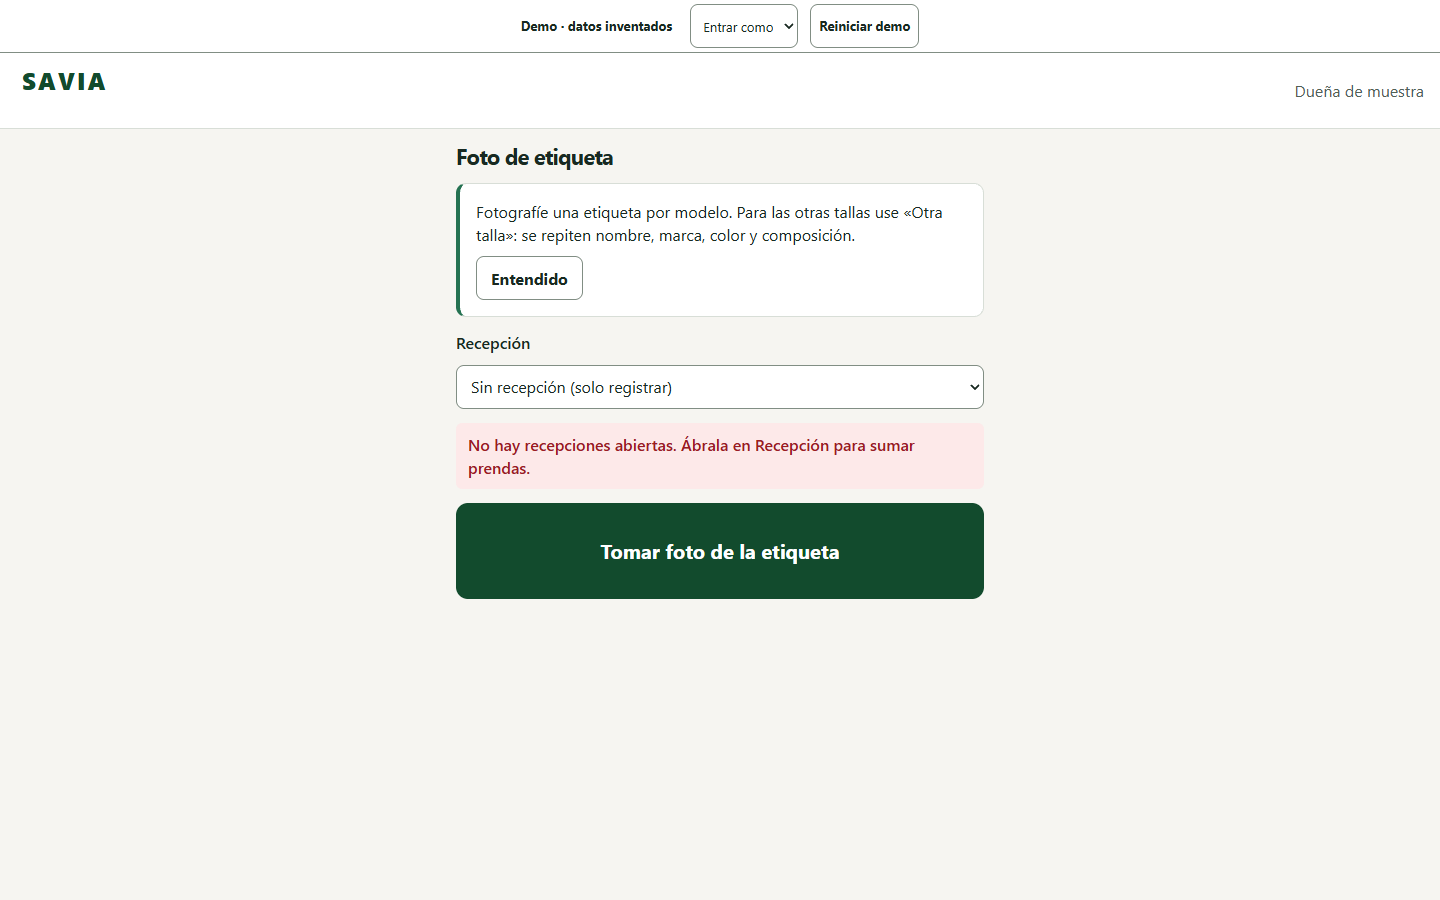 Demo · datos inventados
Entrar como
Reiniciar demo
SAVIA
Dueña de muestra
Foto de etiqueta
Fotografíe una etiqueta por modelo. Para las otras tallas use «Otra
talla»: se repiten nombre, marca, color y composición.
Entendido
Recepción
Sin recepción (solo registrar)
No hay recepciones abiertas. Ábrala en Recepción para sumar
prendas.
Tomar foto de la etiqueta